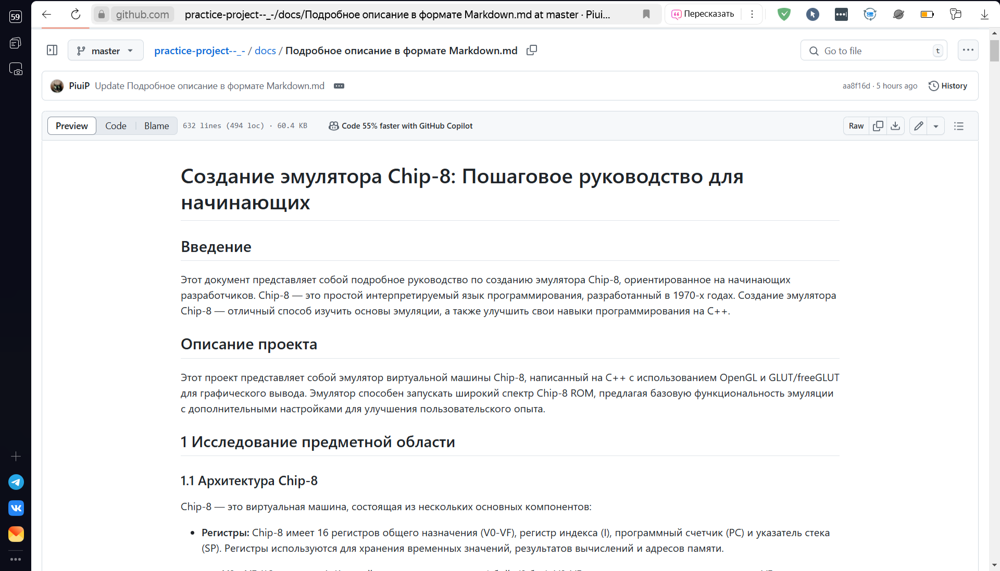 59
github.com practice-project--_-/docs/Подробное описание в формате Markdown.md at master · Piui... Пересказать
master practice-project--_- / docs / Подробное описание в формате Markdown.md Go to file t
PiuiP Update Подробное описание в формате Markdown.md aa8f16d · 5 hours ago History
Preview Code Blame 632 lines (494 loc) · 60.4 KB Code 55% faster with GitHub Copilot Raw
Создание эмулятора Chip-8: Пошаговое руководство для
начинающих
Введение
Этот документ представляет собой подробное руководство по созданию эмулятора Chip-8, ориентированное на начинающих
разработчиков. Chip-8 — это простой интерпретируемый язык программирования, разработанный в 1970-х годах. Создание эмулятора
Chip-8 — отличный способ изучить основы эмуляции, а также улучшить свои навыки программирования на C++.
Описание проекта
Этот проект представляет собой эмулятор виртуальной машины Chip-8, написанный на C++ с использованием OpenGL и GLUT/freeGLUT
для графического вывода. Эмулятор способен запускать широкий спектр Chip-8 ROM, предлагая базовую функциональность эмуляции
с дополнительными настройками для улучшения пользовательского опыта.
1 Исследование предметной области
1.1 Архитектура Chip-8
Chip-8 — это виртуальная машина, состоящая из нескольких основных компонентов:
• Регистры: Chip-8 имеет 16 регистров общего назначения (V0-VF), регистр индекса (I), программный счетчик (PC) и указатель стека
(SP). Регистры используются для хранения временных значений, результатов вычислений и адресов памяти.